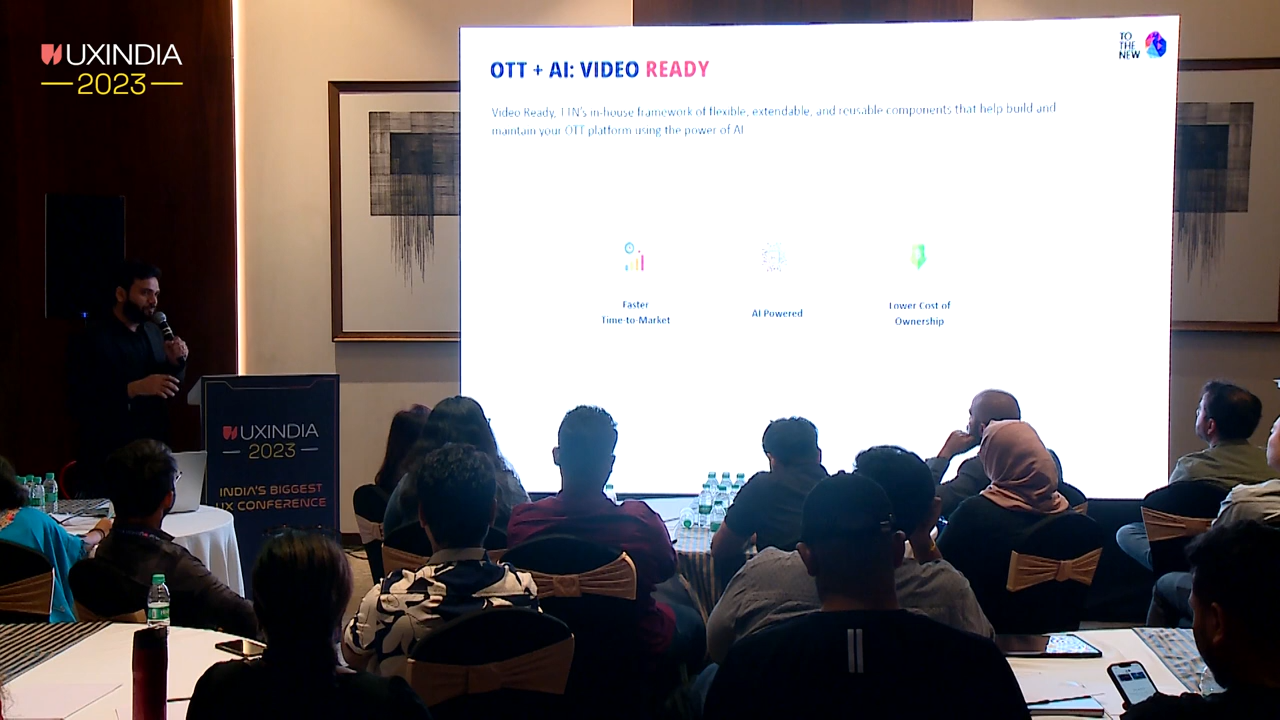 UXINDIA
2023
TO
THE
NEW
OTT + AI: VIDEO READY
Video Ready, TTN's in-house framework of flexible, extendable, and reusable components that help build and
maintain your OTT platform using the power of AI
Faster
Time-to-Market
AI Powered
Lower Cost of
Ownership
UXINDIA
2023
INDIA'S BIGGEST
UX CONFERENCE